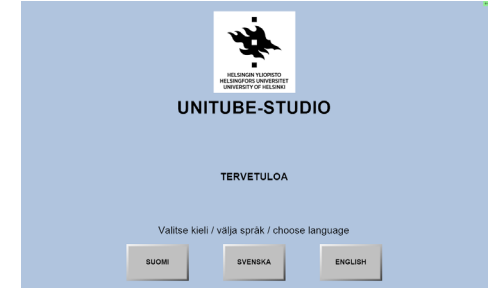 HELSINGIN YLIOPISTO
HELSINGFORS UNIVERSITET
UNIVERSITY OF HELSINKI
UNITUBE-STUDIO
TERVETULOA
Valitse kieli / välja språk / choose language
SUOMI SVENSKA ENGLISH